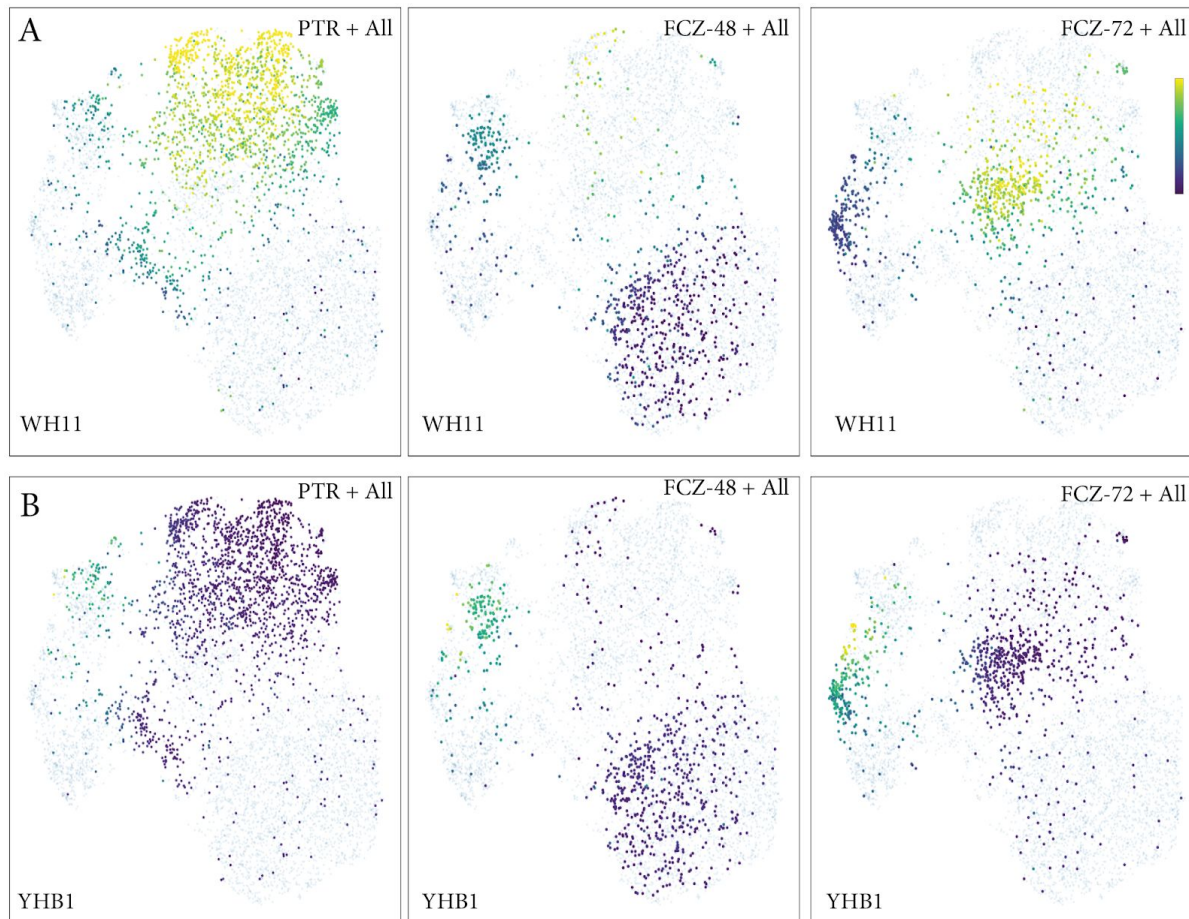 A
PTR + All
FCZ-48 + All
FCZ-72 + All
WH11
WH11
WH11
B
PTR + All
FCZ-48 + All
FCZ-72 + All
YHB1
YHB1
YHB1